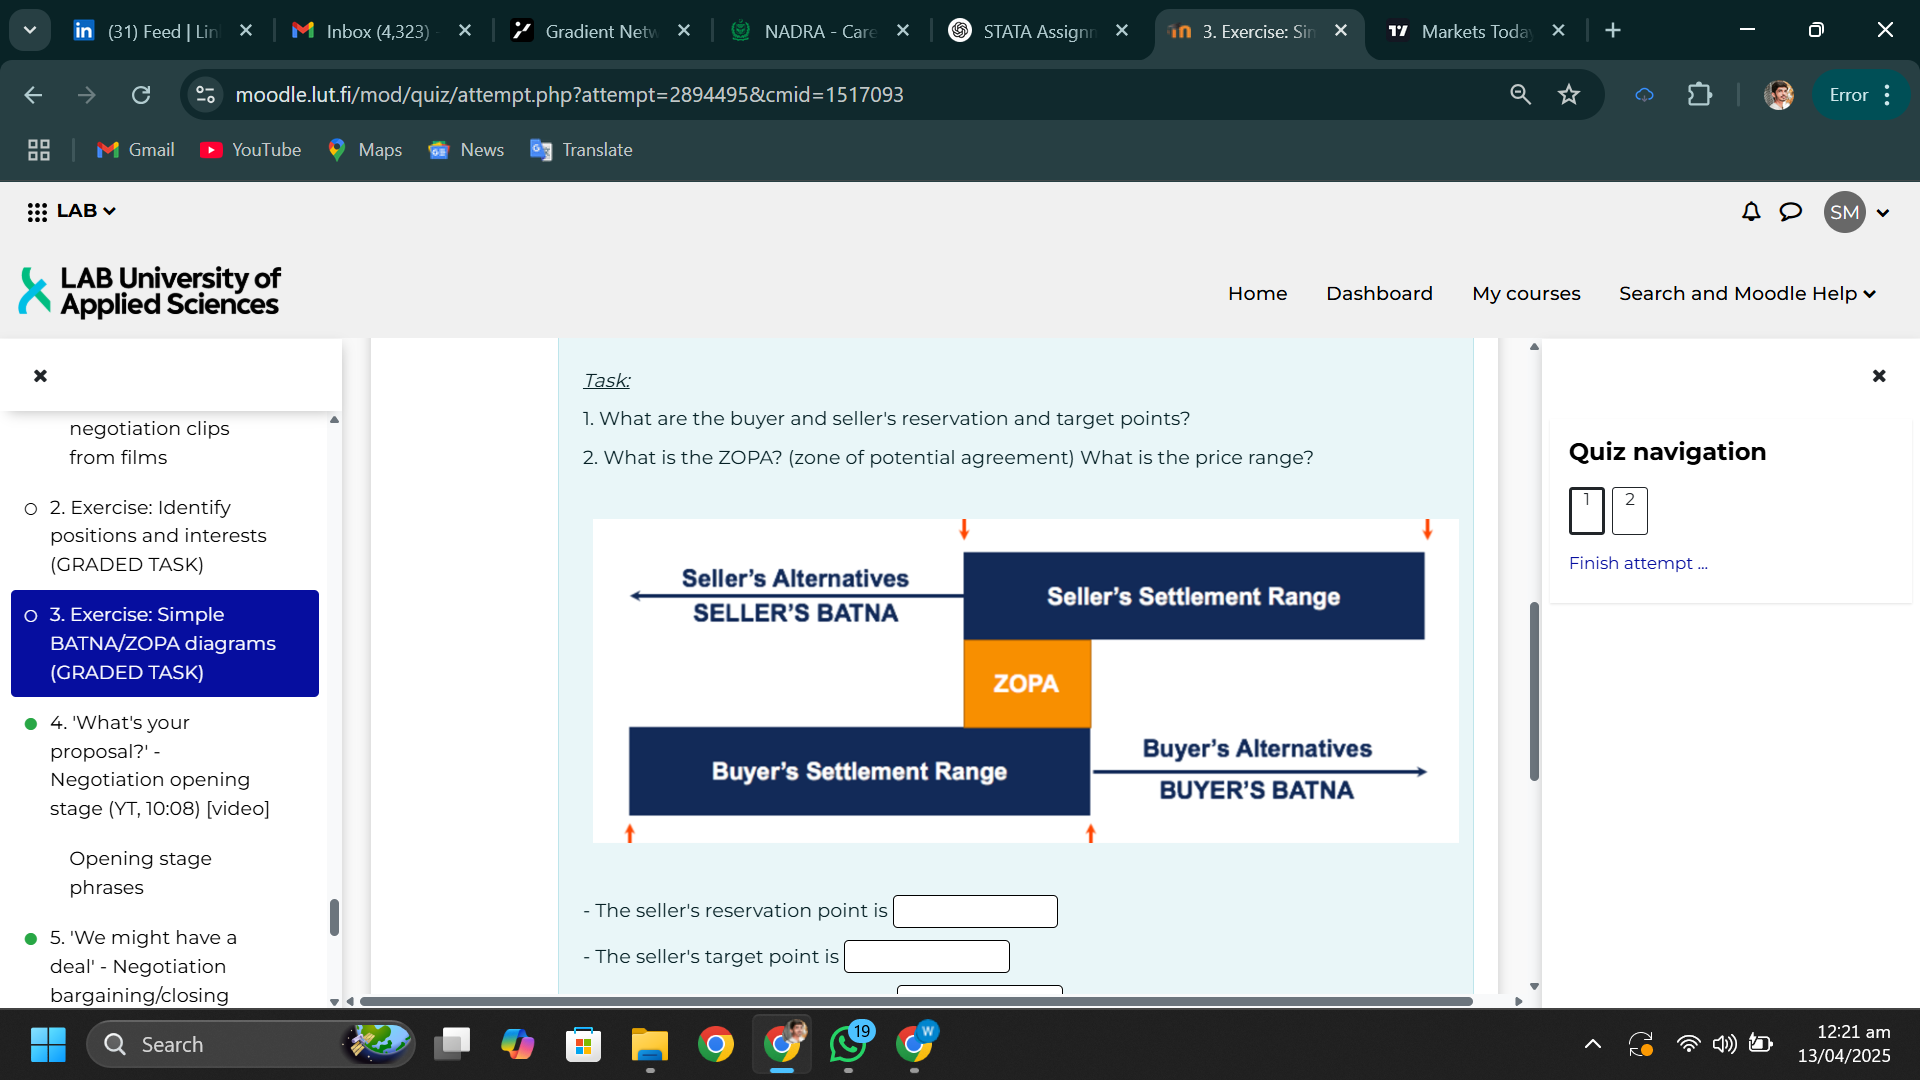 (31) Feed | Lin
Inbox (4,323)
Gradient Netw
NADRA - Care
STATA Assignm
3. Exercise: Sim
Markets Today
moodle.lut.fi/mod/quiz/attempt.php?attempt=2894495&cmid=1517093
Error
Gmail
YouTube
Maps
News
Translate
LAB
SM
LAB University of
Applied Sciences
Home
Dashboard
My courses
Search and Moodle Help
negotiation clips
from films
2. Exercise: Identify
positions and interests
(GRADED TASK)
3. Exercise: Simple
BATNA/ZOPA diagrams
(GRADED TASK)
4. 'What's your
proposal?' -
Negotiation opening
stage (YT, 10:08) [video]
Opening stage
phrases
5. 'We might have a
deal' - Negotiation
bargaining/closing
Task:
1. What are the buyer and seller's reservation and target points?
2. What is the ZOPA? (zone of potential agreement) What is the price range?
Seller's Alternatives
SELLER'S BATNA
Seller's Settlement Range
ZOPA
Buyer's Settlement Range
Buyer's Alternatives
BUYER'S BATNA
- The seller's reservation point is
- The seller's target point is
Quiz navigation
1
2
Finish attempt ...
Search
19
W
12:21 am
13/04/2025